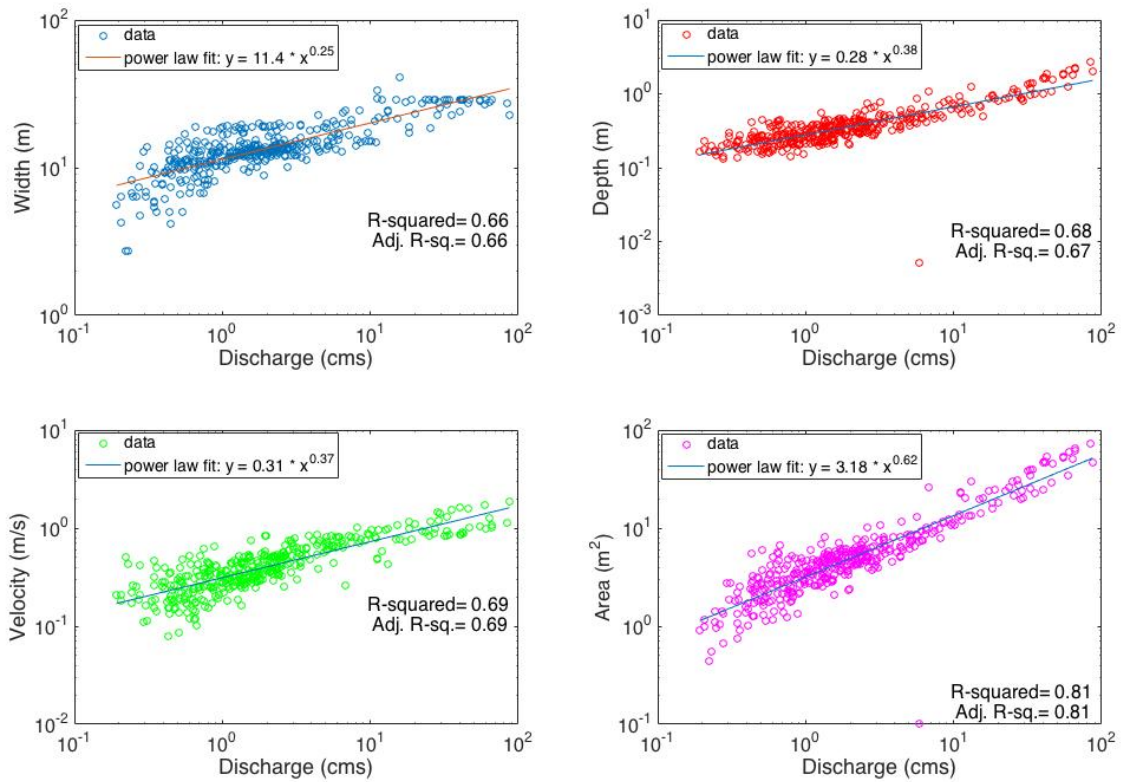 data
power law fit: y = 11.4 * x^0.25
10^2
10^1
10^0
Width (m)
R-squared= 0.66
Adj. R-sq.= 0.66
10^-1
10^0
10^1
10^2
Discharge (cms)
data
power law fit: y = 0.28 * x^0.38
10^1
10^0
10^-1
10^-2
10^-3
Depth (m)
R-squared= 0.68
Adj. R-sq.= 0.67
10^-1
10^0
10^1
10^2
Discharge (cms)
data
power law fit: y = 0.31 * x^0.37
10^1
10^0
10^-1
10^-2
Velocity (m/s)
R-squared= 0.69
Adj. R-sq.= 0.69
10^-1
10^0
10^1
10^2
Discharge (cms)
data
power law fit: y = 3.18 * x^0.62
10^2
10^1
10^0
10^-1
Area (m^2)
R-squared= 0.81
Adj. R-sq.= 0.81
10^-1
10^0
10^1
10^2
Discharge (cms)